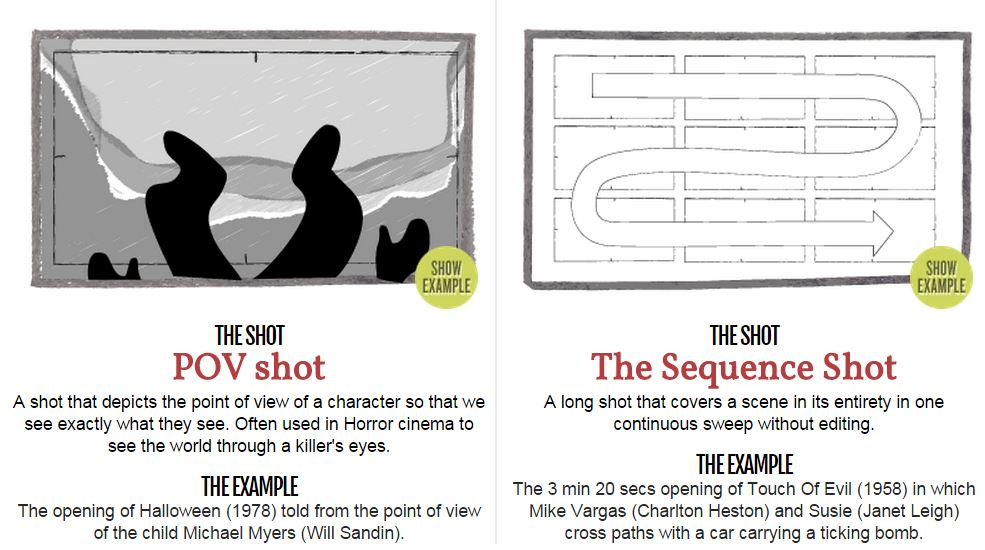 SHOW
EXAMPLE
THE SHOT
POV shot
A shot that depicts the point of view of a character so that we
see exactly what they see. Often used in Horror cinema to
see the world through a killer's eyes.
THE EXAMPLE
The opening of Halloween (1978) told from the point of view
of the child Michael Myers (Will Sandin).
SHOW
EXAMPLE
THE SHOT
The Sequence Shot
A long shot that covers a scene in its entirety in one
continuous sweep without editing.
THE EXAMPLE
The 3 min 20 secs opening of Touch Of Evil (1958) in which
Mike Vargas (Charlton Heston) and Susie (Janet Leigh)
cross paths with a car carrying a ticking bomb.